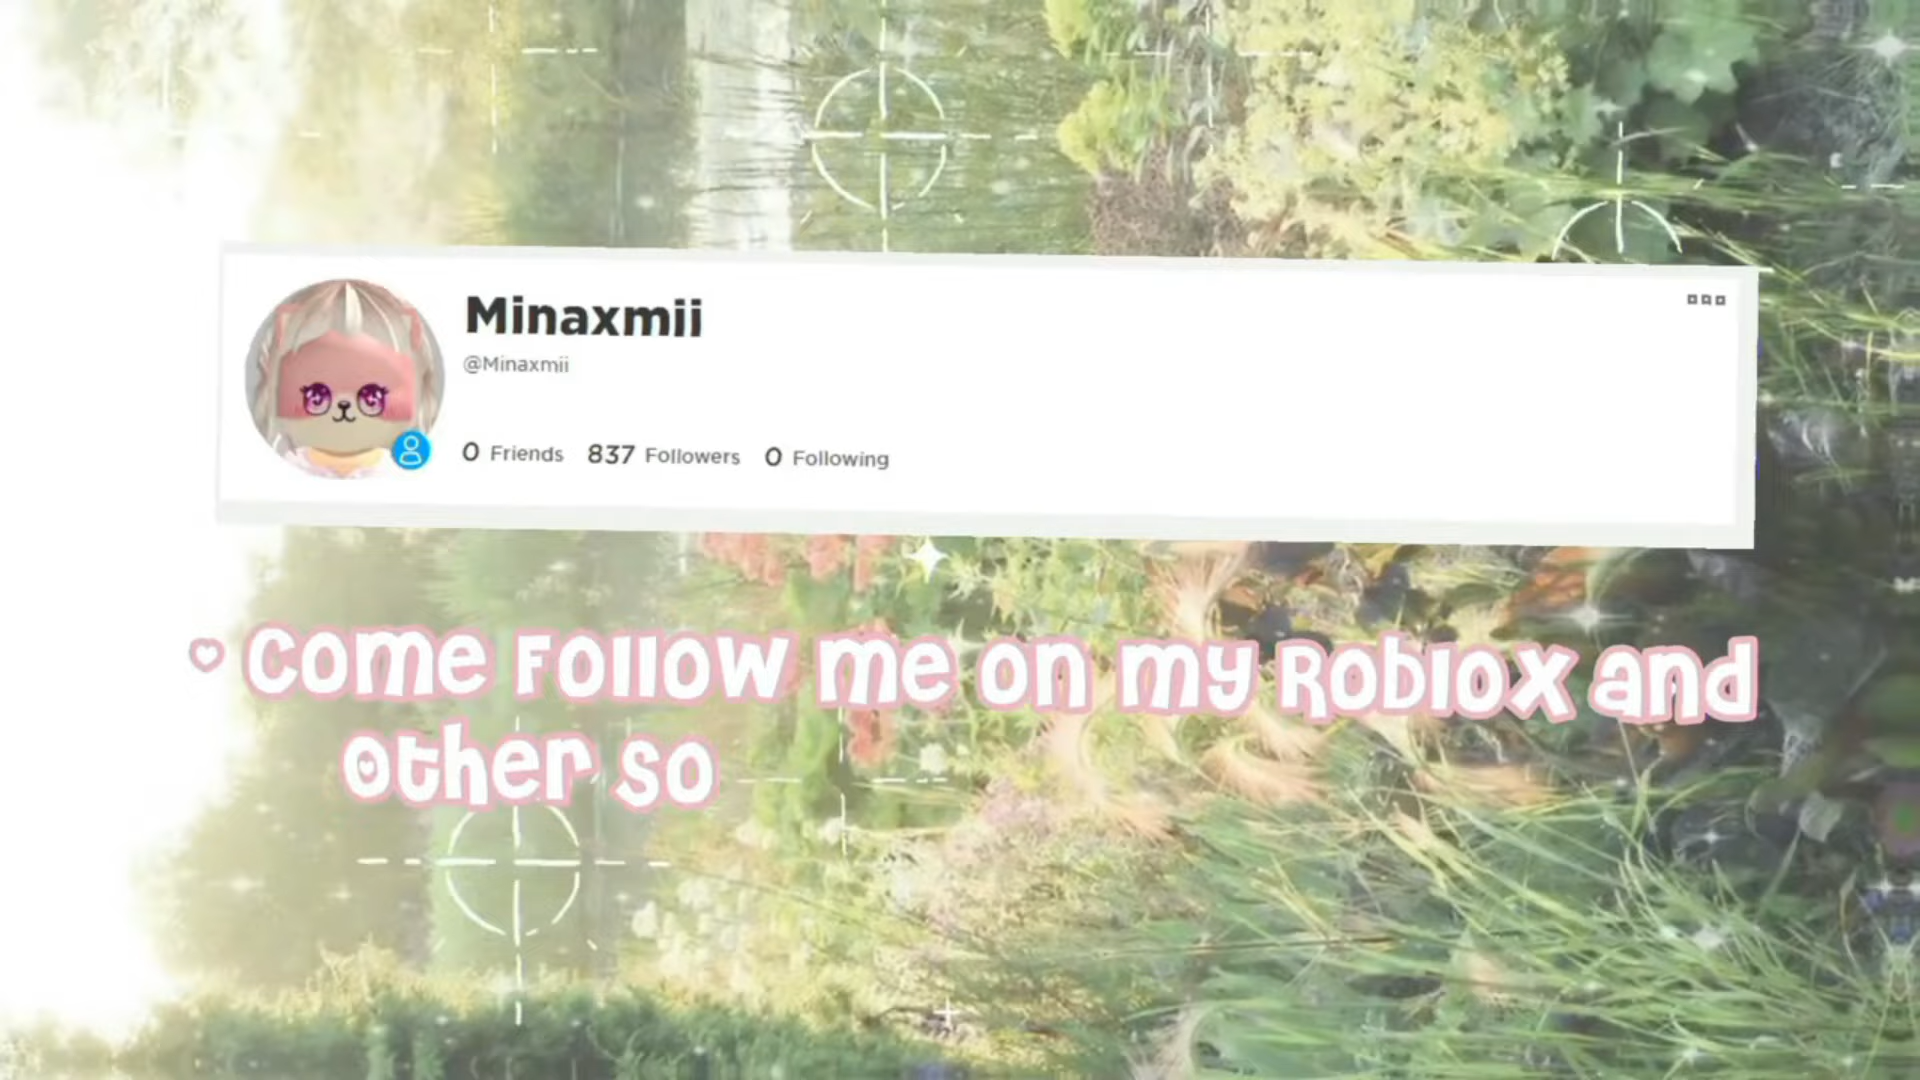 Minaxmii
@Minaxmii
0 Friends 837 Followers 0 Following
come follow me on my Roblox and
other so